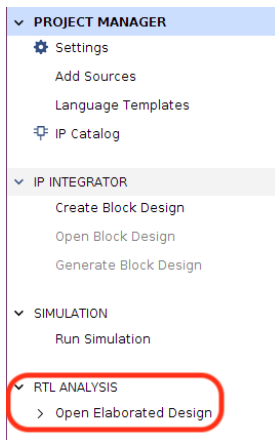 PROJECT MANAGER
Settings
Add Sources
Language Templates
IP Catalog
IP INTEGRATOR
Create Block Design
Open Block Design
Generate Block Design
SIMULATION
Run Simulation
RTL ANALYSIS
Open Elaborated Design